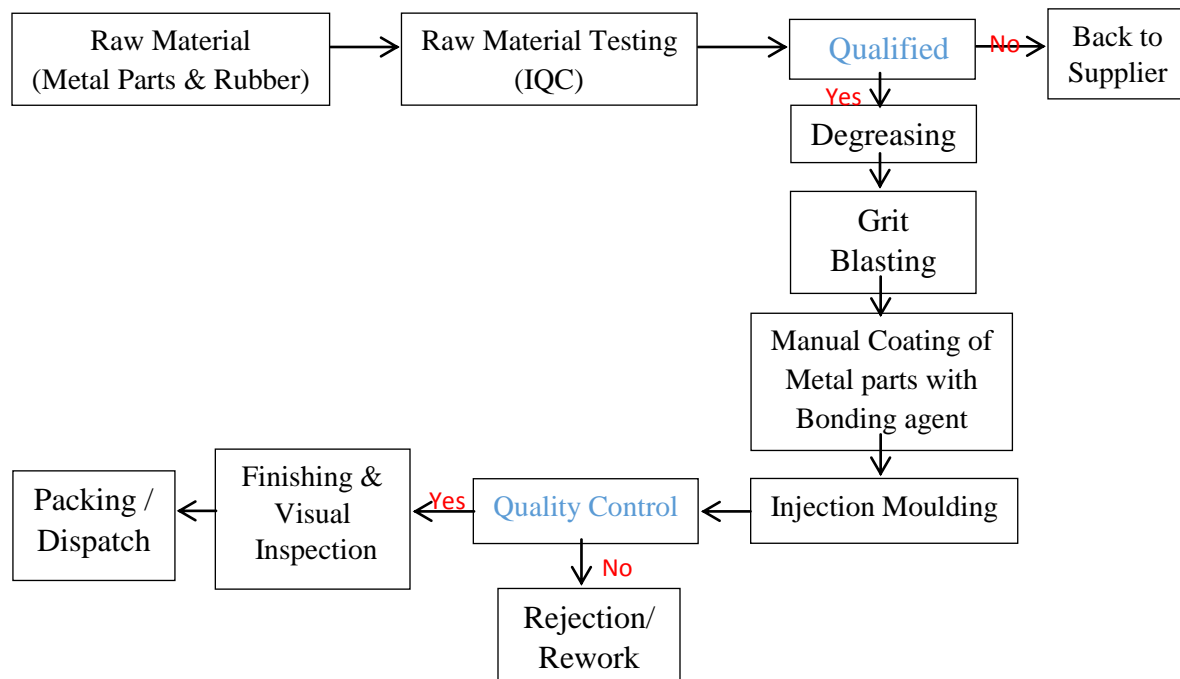 Raw Material
(Metal Parts & Rubber)
Raw Material Testing
(IQC)
Qualified
No
Back to
Supplier
Yes
Degreasing
Grit
Blasting
Manual Coating of
Metal parts with
Bonding agent
Injection Moulding
Quality Control
Yes
Finishing &
Visual
Inspection
Packing /
Dispatch
No
Rejection/
Rework